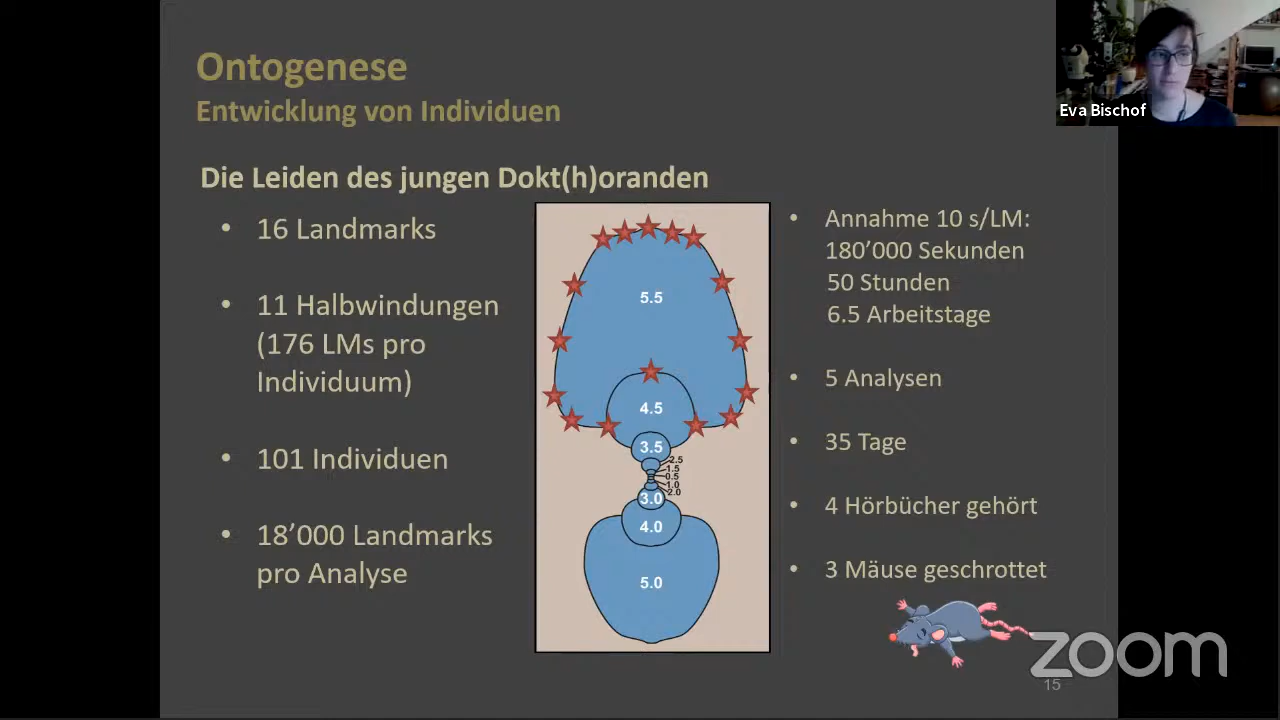 Ontogenese
Entwicklung von Individuen
Eva Bischof
Die Leiden des jungen Dokt(h)oranden
• 16 Landmarks
• 11 Halbwindungen
(176 LMs pro
Individuum)
• 101 Individuen
• 18’000 Landmarks
pro Analyse
5.5
4.5
3.5
2.5
1.5
0.5
1.0
2.0
3.0
4.0
5.0
• Annahme 10 s/LM:
180’000 Sekunden
50 Stunden
6.5 Arbeitstage
• 5 Analysen
• 35 Tage
• 4 Hörbücher gehört
• 3 Mäuse geschrottet
zoom
15